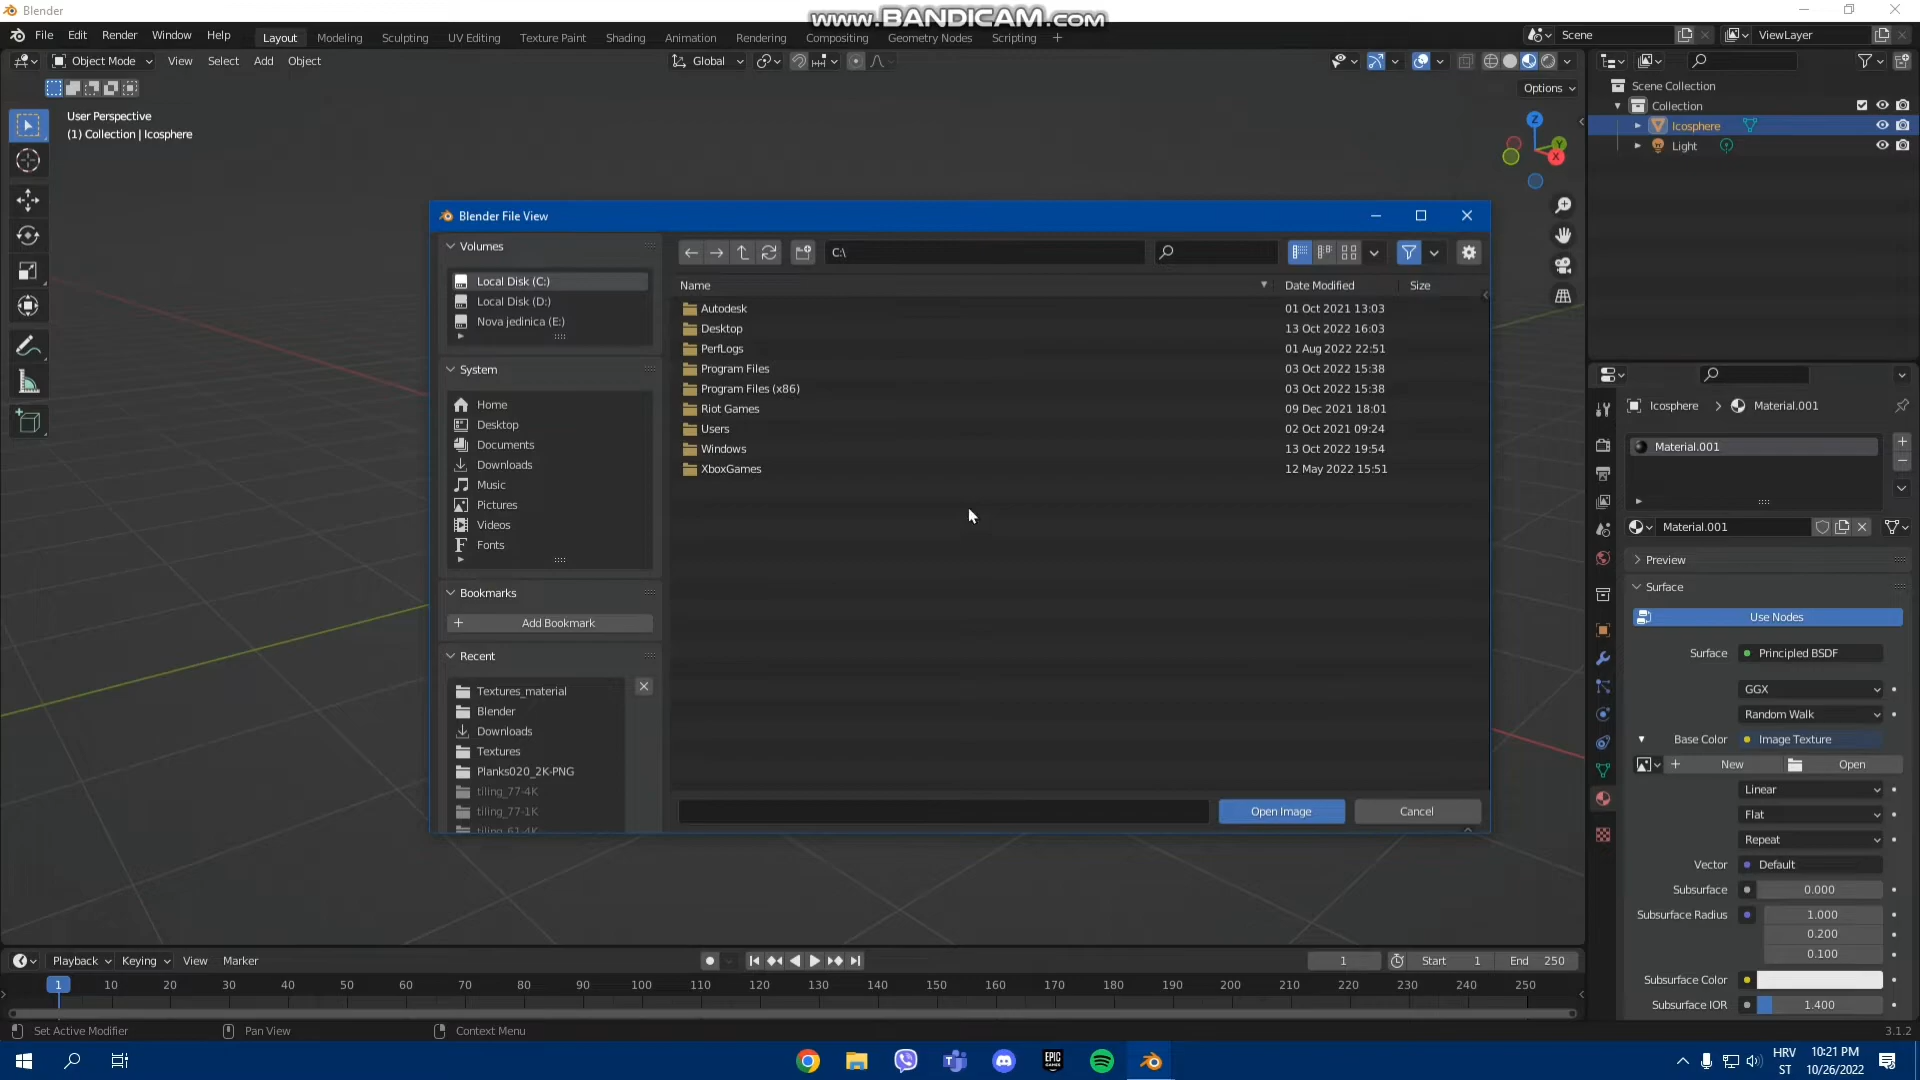 Blender
www.BANDICAM.com
File Edit Render Window Help
Layout Modeling Sculpting UV Editing Texture Paint Shading Animation Rendering Compositing Geometry Nodes Scripting +
Scene
ViewLayer
Object Mode View Select Add Object
Global
Options
User Perspective
(1) Collection | Icosphere
Z
Y
X
Scene Collection
Collection
Icosphere
Light
Blender File View
Volumes
Local Disk (C:)
Local Disk (D:)
Nova jedinica (E:)
System
Home
Desktop
Documents
Downloads
Music
Pictures
Videos
Fonts
Bookmarks
Add Bookmark
Recent
Textures_material
Blender
Downloads
Textures
Planks020_2K-PNG
tiling_77-4K
tiling_77-1K
tiling_61-4K
C:\
Name Date Modified Size
Autodesk 01 Oct 2021 13:03
Desktop 13 Oct 2022 16:03
PerfLogs 01 Aug 2022 22:51
Program Files 03 Oct 2022 15:38
Program Files (x86) 03 Oct 2022 15:38
Riot Games 09 Dec 2021 18:01
Users 02 Oct 2021 09:24
Windows 13 Oct 2022 19:54
XboxGames 12 May 2022 15:51
Open Image Cancel
Icosphere > Material.001
Material.001
Material.001
Preview
Surface
Use Nodes
Surface Principled BSDF
GGX
Random Walk
Base Color Image Texture
New Open
Linear
Flat
Repeat
Vector Default
Subsurface 0.000
Subsurface Radius 1.000
0.200
0.100
Subsurface Color
Subsurface IOR 1.400
Playback Keying View Marker
1 Start 1 End 250
1 10 20 30 40 50 60 70 80 90 100 110 120 130 140 150 160 170 180 190 200 210 220 230 240 250
Set Active Modifier Pan View Context Menu
3.1.2
EPIC GAMES
HRV
ST
10:21 PM
10/26/2022